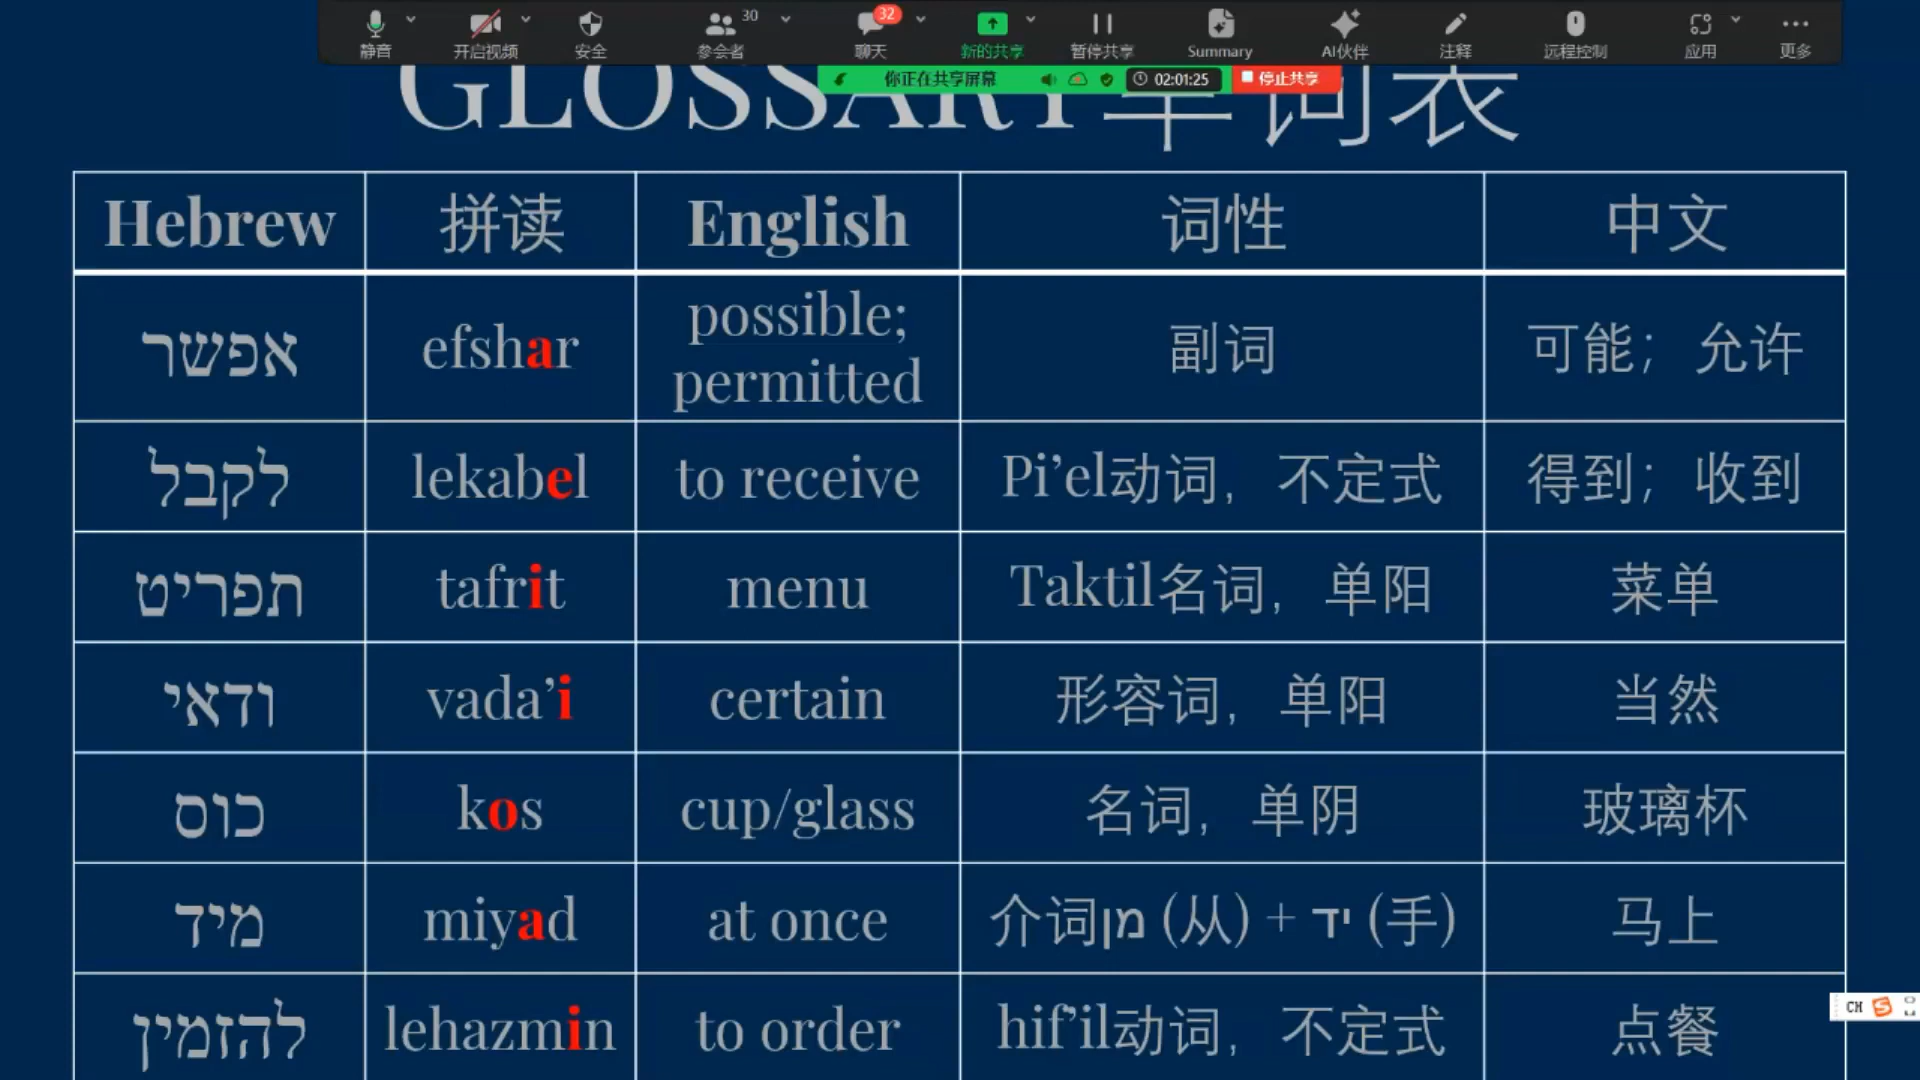 30
32
静音 开启视频 安全 参会者 聊天 新的共享 暂停共享 Summary AI伙伴 注释 远程控制 应用 更多
你正在共享屏幕 02:01:25 停止共享
GLOSSARY单词表
Hebrew 拼读 English 词性 中文
אפשר efshar possible; permitted 副词 可能；允许
לקבל lekabel to receive Pi’el动词，不定式 得到；收到
תפריט tafrit menu Taktil名词，单阳 菜单
ודאי vada’i certain 形容词，单阳 当然
כוס kos cup/glass 名词，单阴 玻璃杯
מיד miyad at once 介词מן (从) + יד (手) 马上
להזמין lehazmin to order hif’il动词，不定式 点餐
CH